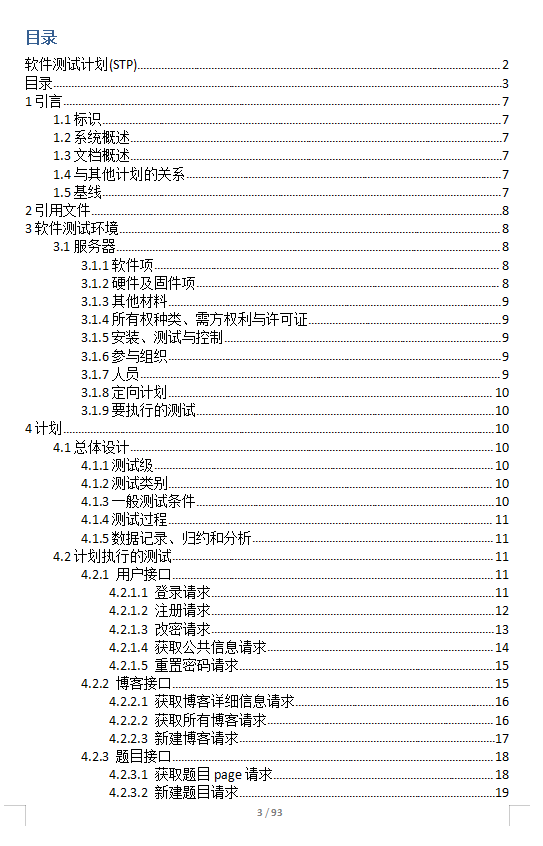 目录
软件测试计划(STP)....2
目录....3
1 引言....7
1.1 标识....7
1.2 系统概述....7
1.3 文档概述....7
1.4 与其他计划的关系....7
1.5 基线....7
2 引用文件....8
3 软件测试环境....8
3.1 服务器....8
3.1.1 软件项....8
3.1.2 硬件及固件项....8
3.1.3 其他材料....9
3.1.4 所有权种类、需方权利与许可证....9
3.1.5 安装、测试与控制....9
3.1.6 参与组织....9
3.1.7 人员....9
3.1.8 定向计划....10
3.1.9 要执行的测试....10
4 计划....10
4.1 总体设计....10
4.1.1 测试级....10
4.1.2 测试类别....10
4.1.3 一般测试条件....10
4.1.4 测试过程....11
4.1.5 数据记录、归约和分析....11
4.2 计划执行的测试....11
4.2.1 用户接口....11
4.2.1.1 登录请求....11
4.2.1.2 注册请求....12
4.2.1.3 改密请求....13
4.2.1.4 获取公共信息请求....14
4.2.1.5 重置密码请求....15
4.2.2 博客接口....15
4.2.2.1 获取博客详细信息请求....16
4.2.2.2 获取所有博客请求....16
4.2.2.3 新建博客请求....17
4.2.3 题目接口....18
4.2.3.1 获取题目 page 请求....18
4.2.3.2 新建题目请求....19
3 / 93